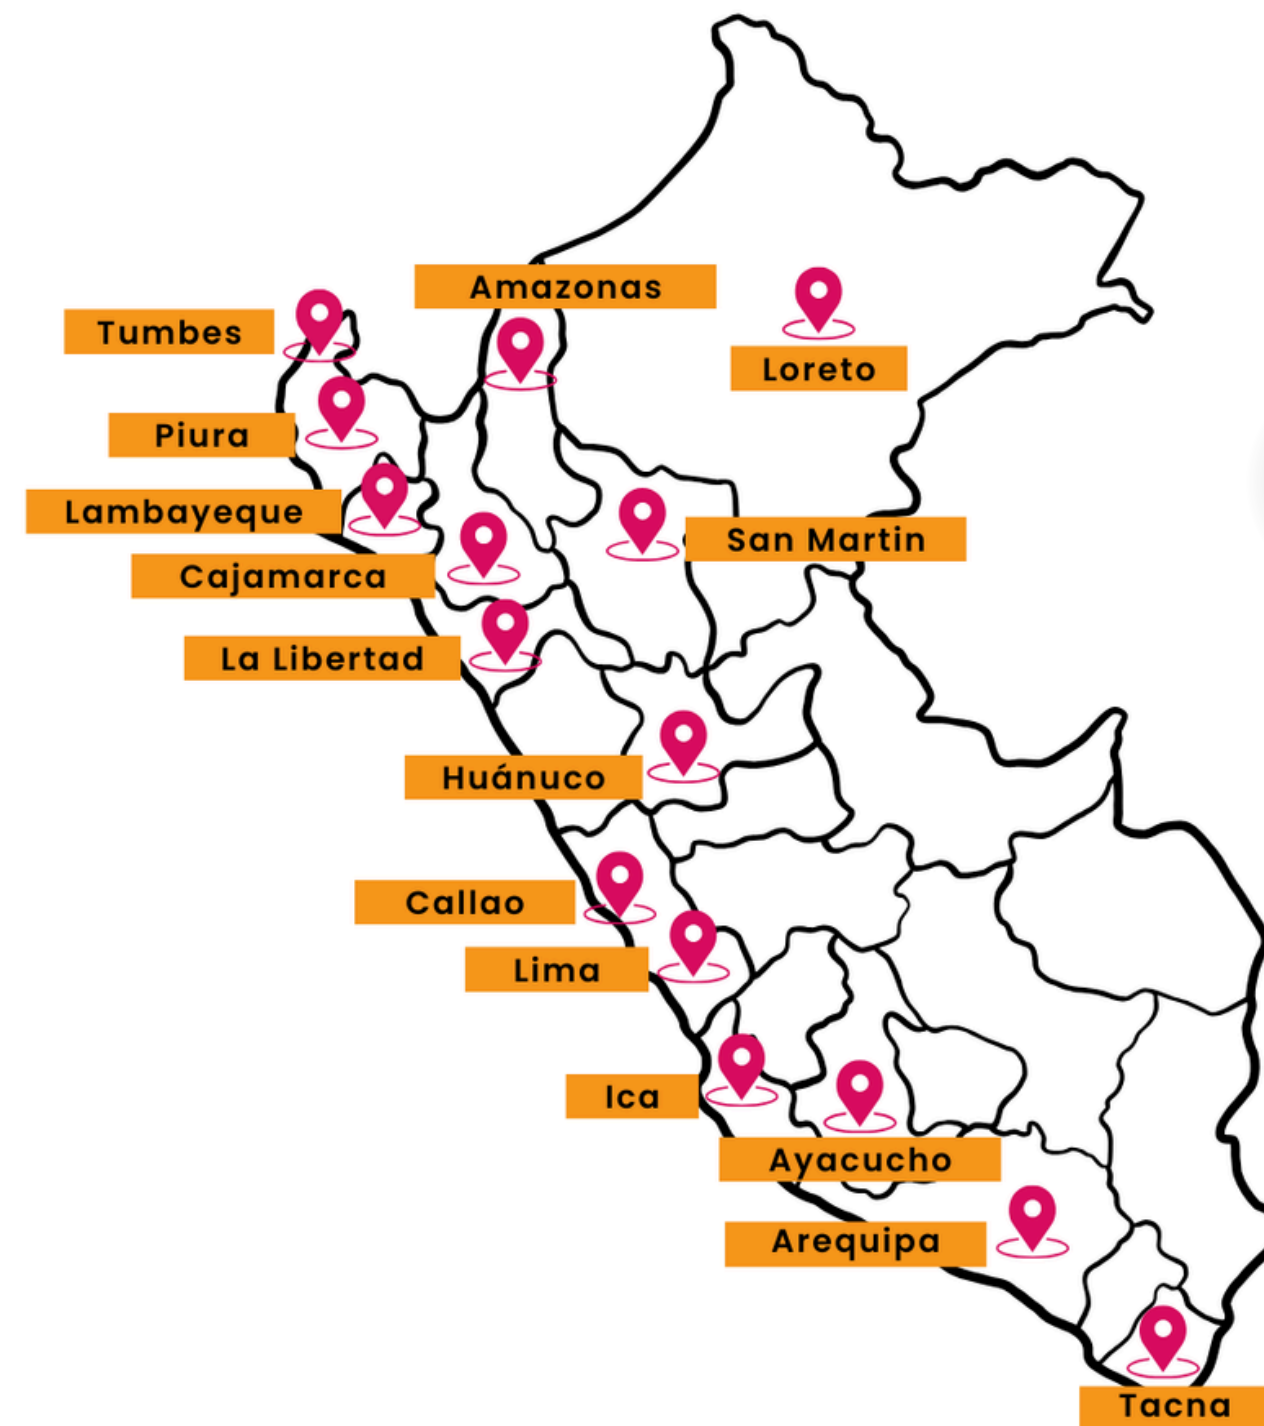 Amazonas
Tumbes
Loreto
Piura
Lambayeque
San Martin
Cajamarca
La Libertad
Huánuco
Callao
Lima
Ica
Ayacucho
Arequipa
Tacna